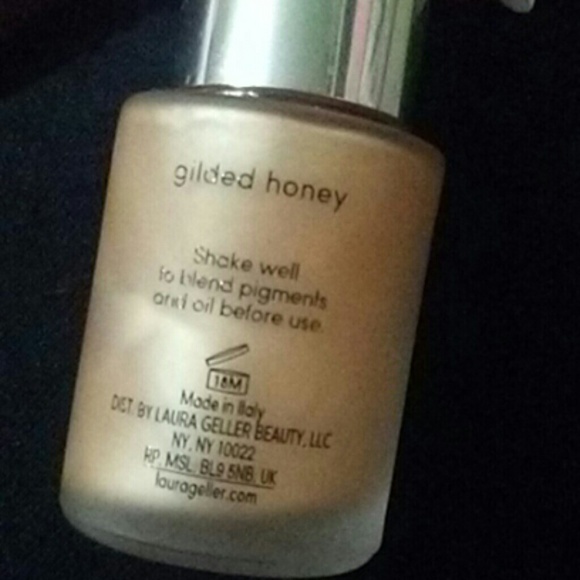 gilded honey
Shake well
to blend pigments
and oil before use.
18M
Made in Italy
DIST. BY LAURA GELLER BEAUTY, LLC
NY, NY 10022
RP, MSL, BL9 5NB, UK
laurageller.com